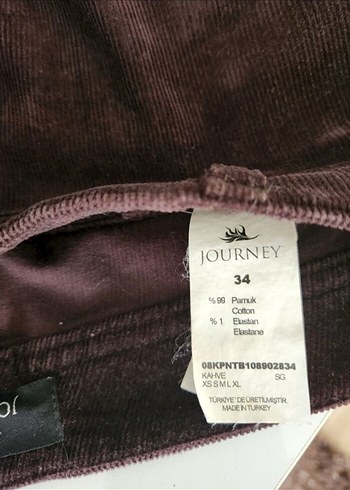 JOURNEY
34
%99 Pamuk
Cotton
%1 Elastan
Elastane
08KPNTB108902834
KAHVE SG
XS S M L XL
TÜRKİYE'DE ÜRETİLMİŞTİR.
MADE IN TURKEY
JO